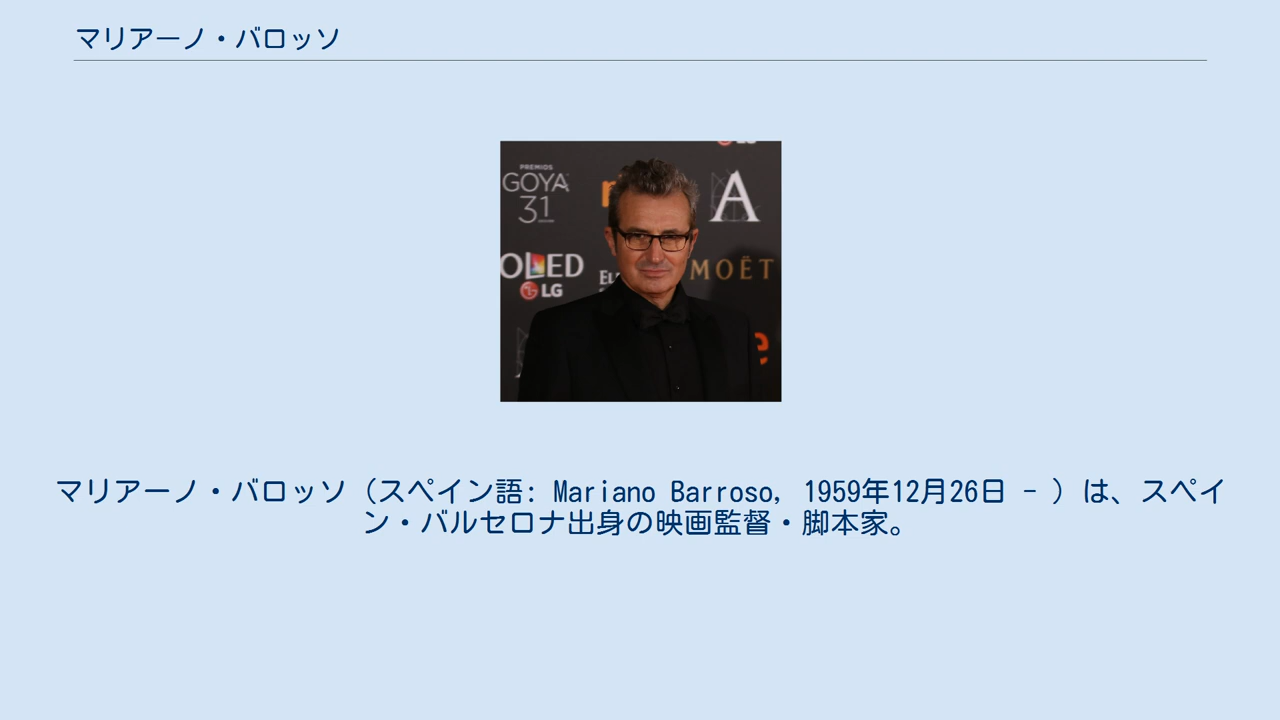 マリアーノ・バロッソ
LG
PREMIOS
GOYA
31
A
OLED
LG
MOËT
e
マリアーノ・バロッソ（スペイン語: Mariano Barroso, 1959年12月26日 - ）は、スペイ
ン・バルセロナ出身の映画監督・脚本家。